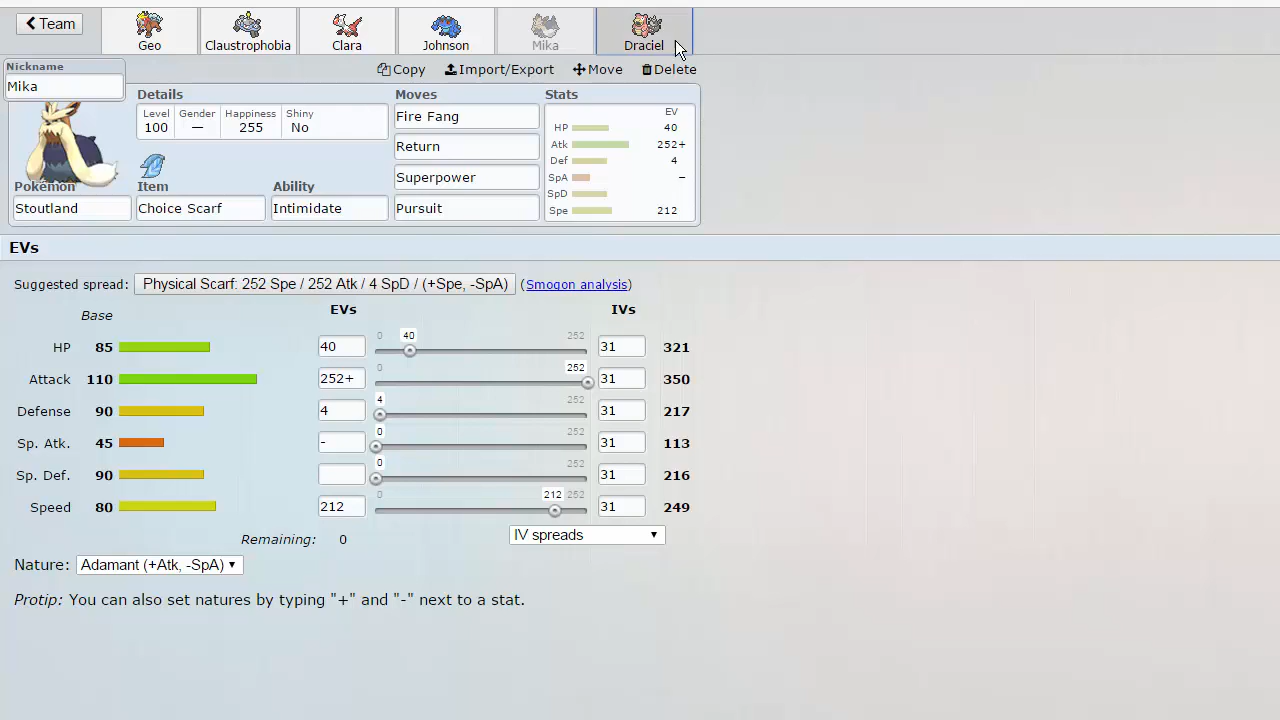 Team
Geo
Claustrophobia
Clara
Johnson
Mika
Draciel
Copy Import/Export Move Delete
Nickname
Mika
Details
Level
100
Gender
—
Happiness
255
Shiny
No
Pokémon
Stoutland
Item
Choice Scarf
Ability
Intimidate
Moves
Fire Fang
Return
Superpower
Pursuit
Stats
EV
HP 40
Atk 252+
Def 4
SpA –
SpD
Spe 212
EVs
Suggested spread: Physical Scarf: 252 Spe / 252 Atk / 4 SpD / (+Spe, -SpA) (Smogon analysis)
Base EVs IVs
HP 85 40 0 40 252 31 321
Attack 110 252+ 0 252 252 31 350
Defense 90 4 4 252 31 217
Sp. Atk. 45 - 0 252 31 113
Sp. Def. 90 0 252 31 216
Speed 80 212 0 212 252 31 249
Remaining: 0 IV spreads
Nature: Adamant (+Atk, -SpA)
Protip: You can also set natures by typing "+" and "-" next to a stat.